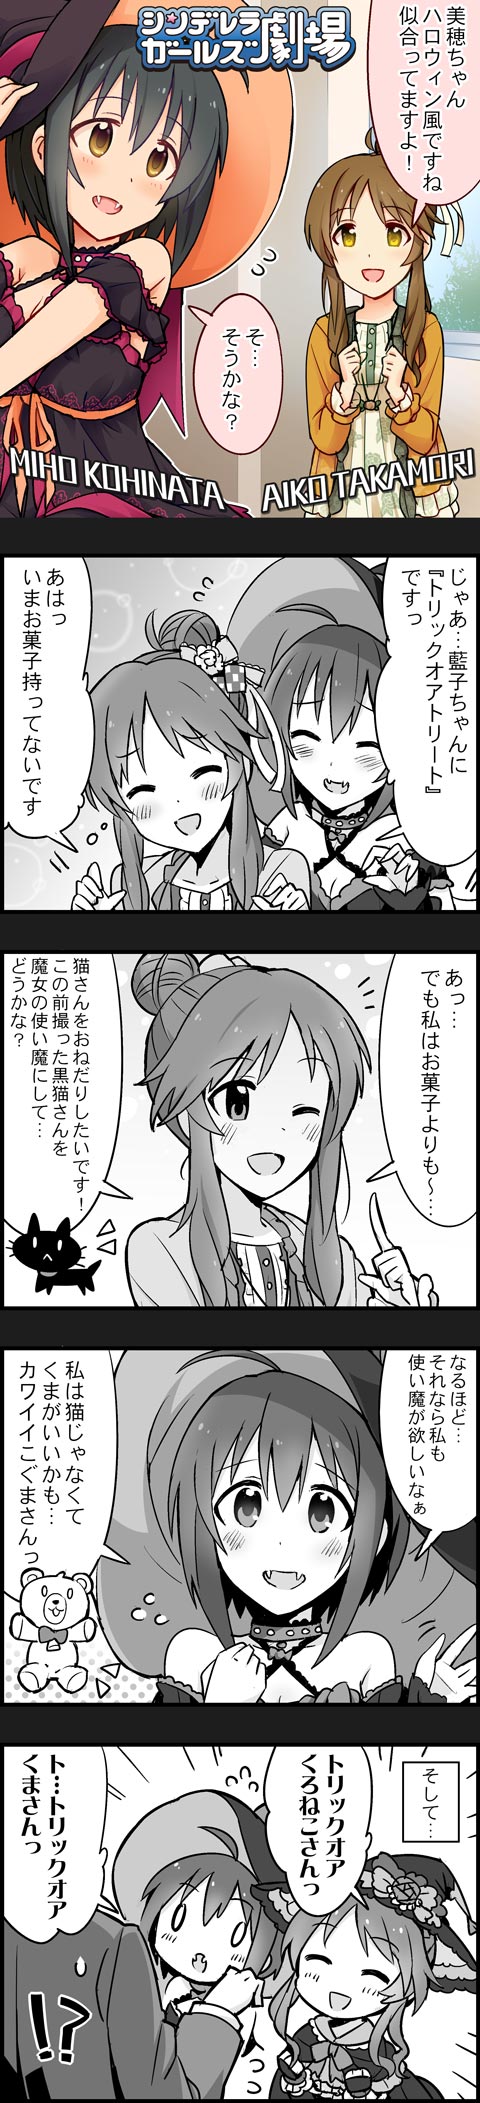 シンデレラ
ガールズ劇場
美穂ちゃん
ハロウィン風ですね
似合ってますよ！
そ…
そうかな？
MIHO KOHINATA
AIKO TAKAMORI
じゃあ…藍子ちゃんに
『トリックオアトリート』
ですっ
あはっ
いまお菓子持ってないです
あっ…
でも私はお菓子よりも～…
猫さんをおねだりしたいです！
この前撮った黒猫さんを
魔女の使い魔にして…
どうかな？
なるほど…
それなら私も
使い魔が欲しいなぁ
私は猫じゃなくて
くまがいいかも…
カワイイこぐまさんっ
そして…
トリックオア
くろねこさんっ
ト…トリックオア
くまさんっ
!?